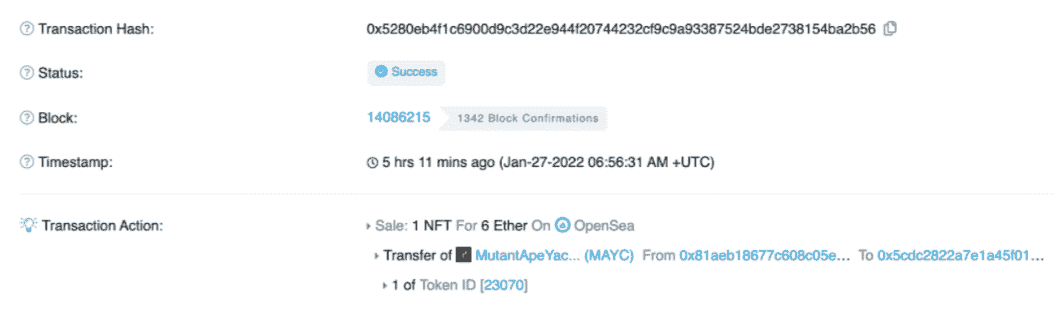 Transaction Hash: 0x5280eb4f1c6900d9c3d22e944f20744232cf9c9a93387524bde2738154ba2b56
Status: Success
Block: 14086215 1342 Block Confirmations
Timestamp: 5 hrs 11 mins ago (Jan-27-2022 06:56:31 AM +UTC)
Transaction Action: Sale: 1 NFT For 6 Ether On OpenSea
Transfer of MutantApeYac... (MAYC) From 0x81aeb18677c608c05e... To 0x5cdc2822a7e1a45f01...
1 of Token ID [23070]